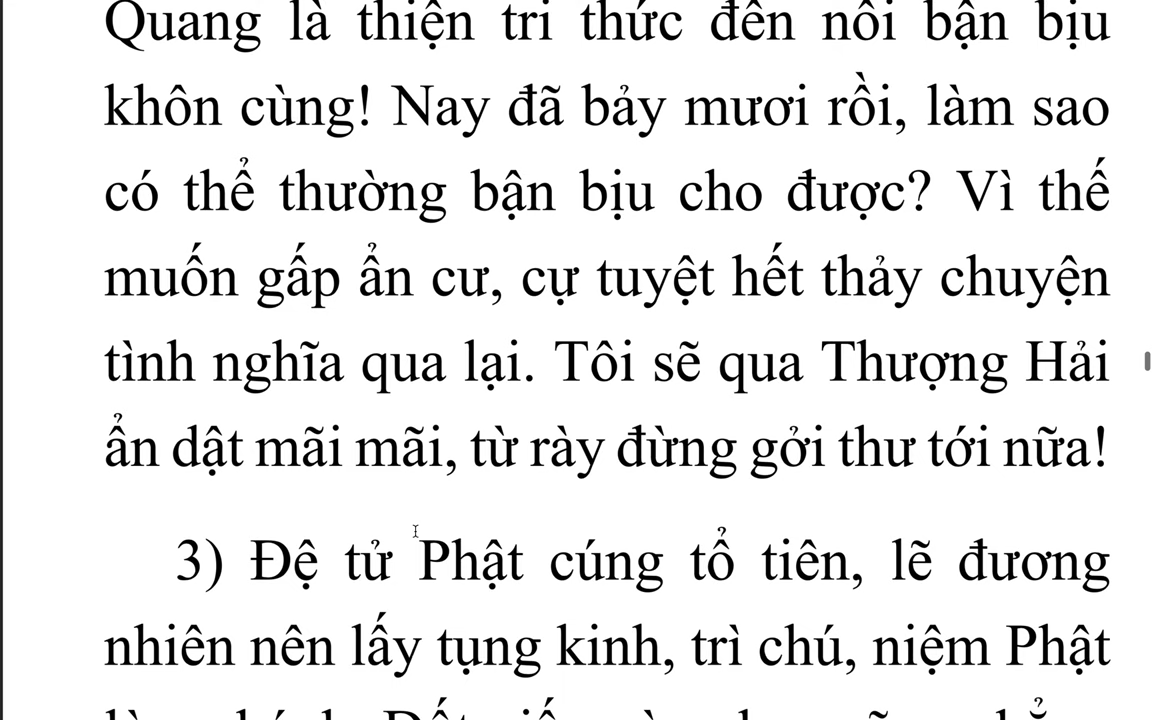 Quang là thiện tri thức đến nỗi bận bịu
khôn cùng! Nay đã bảy mươi rồi, làm sao
có thể thường bận bịu cho được? Vì thế
muốn gấp ẩn cư, cự tuyệt hết thảy chuyện
tình nghĩa qua lại. Tôi sẽ qua Thượng Hải
ẩn dật mãi mãi, từ rày đừng gởi thư tới nữa!
3) Đệ tử Phật cúng tổ tiên, lẽ đương
nhiên nên lấy tụng kinh, trì chú, niệm Phật